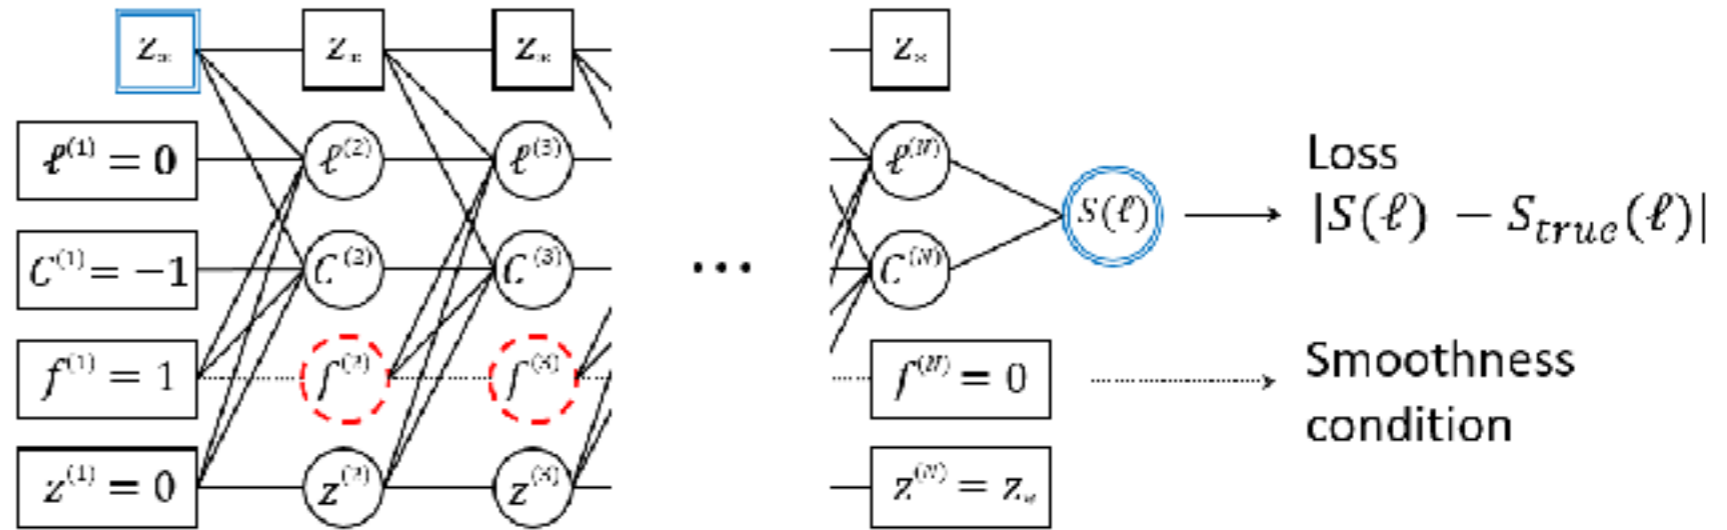 z* z* z* z*
ℓ⁽¹⁾ = 0 ℓ⁽²⁾ ℓ⁽³⁾ ℓ⁽ᴺ⁾
C⁽¹⁾ = −1 C⁽²⁾ C⁽³⁾ ... C⁽ᴺ⁾
S(ℓ)
Loss
|S(ℓ) − Strue(ℓ)|
f⁽¹⁾ = 1 f⁽²⁾ f⁽³⁾ f⁽ᴺ⁾ = 0
Smoothness
condition
z⁽¹⁾ = 0 z⁽²⁾ z⁽³⁾ z⁽ᴺ⁾ = z*